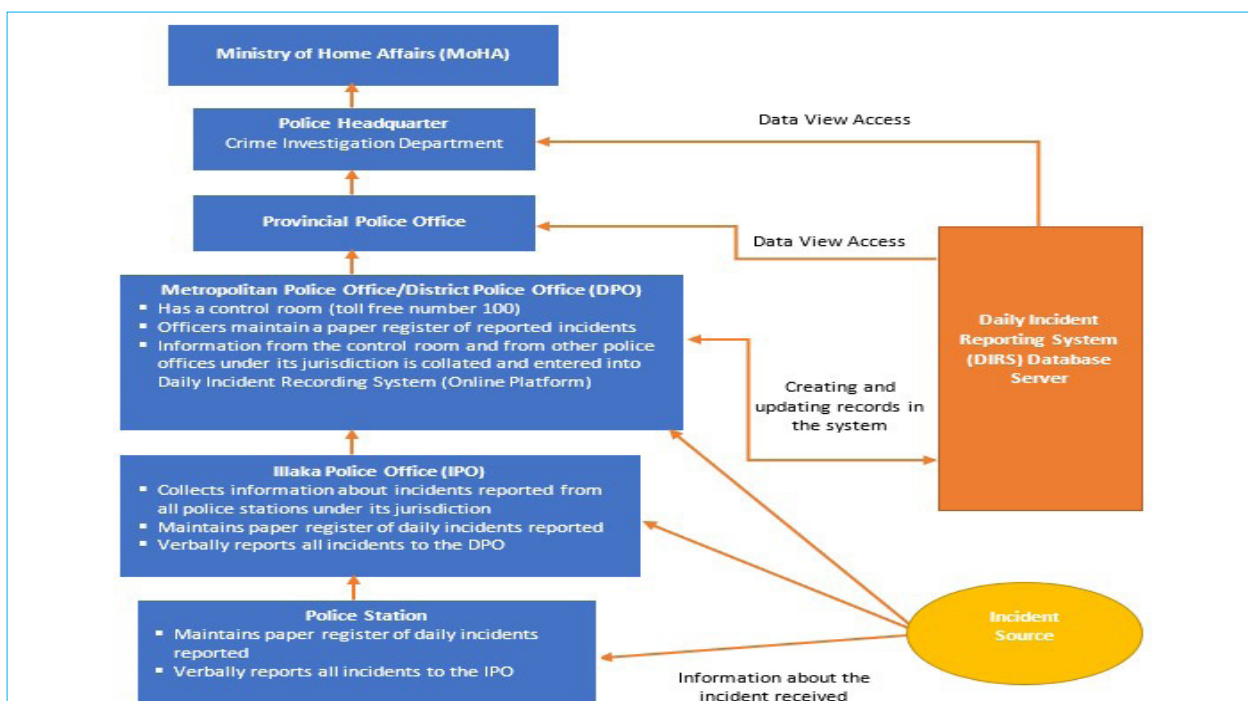 Ministry of Home Affairs (MoHA)
Police Headquarter
Crime Investigation Department
Data View Access
Provincial Police Office
Data View Access
Metropolitan Police Office/District Police Office (DPO)
▪ Has a control room (toll free number 100)
▪ Officers maintain a paper register of reported incidents
▪ Information from the control room and from other police
offices under its jurisdiction is collated and entered into
Daily Incident Recording System (Online Platform)
Daily Incident
Reporting System
(DIRS) Database
Server
Creating and
updating records in
the system
Illaka Police Office (IPO)
▪ Collects information about incidents reported from
all police stations under its jurisdiction
▪ Maintains paper register of daily incidents reported
▪ Verbally reports all incidents to the DPO
Police Station
▪ Maintains paper register of daily incidents
reported
▪ Verbally reports all incidents to the IPO
Incident
Source
Information about the
incident received